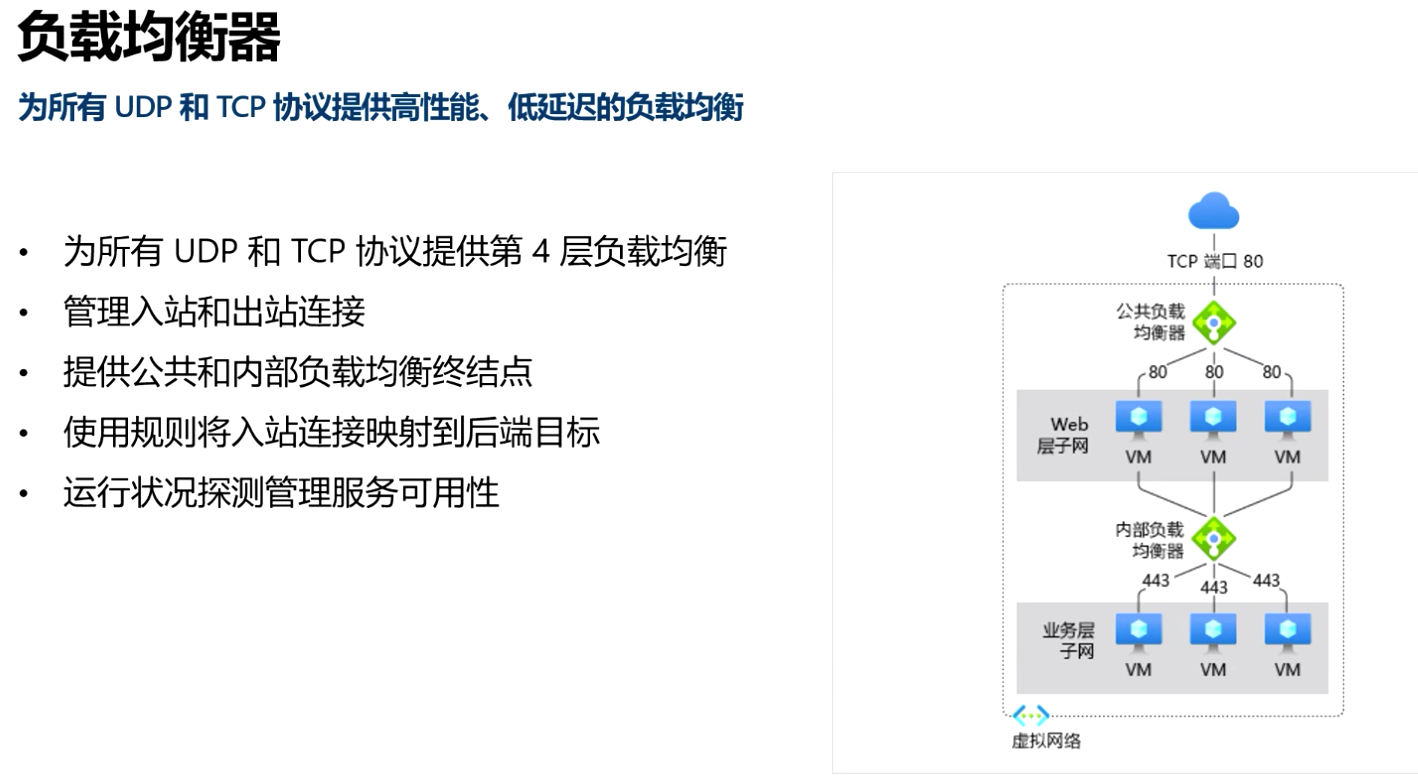 负载均衡器
为所有 UDP 和 TCP 协议提供高性能、低延迟的负载均衡
• 为所有 UDP 和 TCP 协议提供第 4 层负载均衡
• 管理入站和出站连接
• 提供公共和内部负载均衡终结点
• 使用规则将入站连接映射到后端目标
• 运行状况探测管理服务可用性
TCP 端口 80
公共负载
均衡器
80 80 80
Web
层子网
VM VM VM
内部负载
均衡器
443 443 443
业务层
子网
VM VM VM
虚拟网络